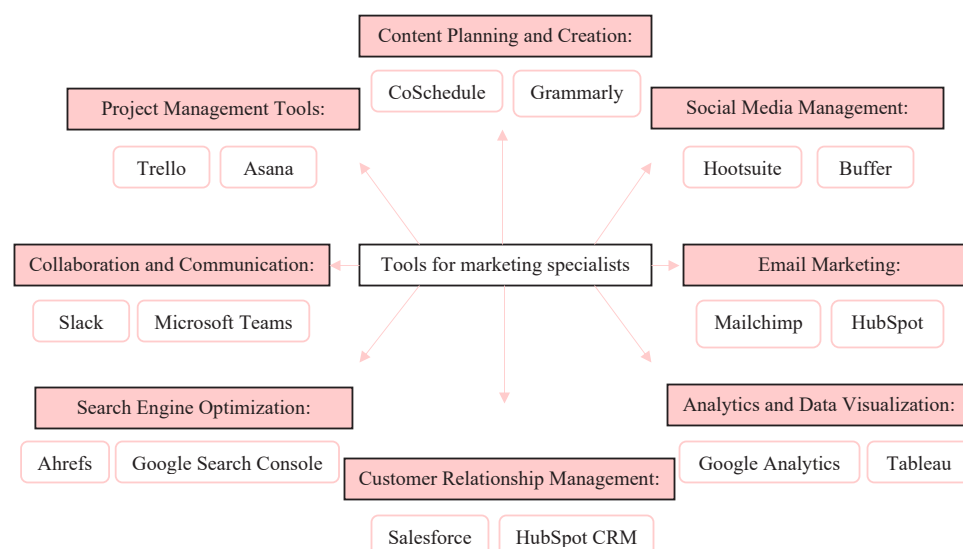 Content Planning and Creation:
CoSchedule
Grammarly
Project Management Tools:
Trello
Asana
Social Media Management:
Hootsuite
Buffer
Collaboration and Communication:
Slack
Microsoft Teams
Tools for marketing specialists
Email Marketing:
Mailchimp
HubSpot
Search Engine Optimization:
Ahrefs
Google Search Console
Customer Relationship Management:
Salesforce
HubSpot CRM
Analytics and Data Visualization:
Google Analytics
Tableau